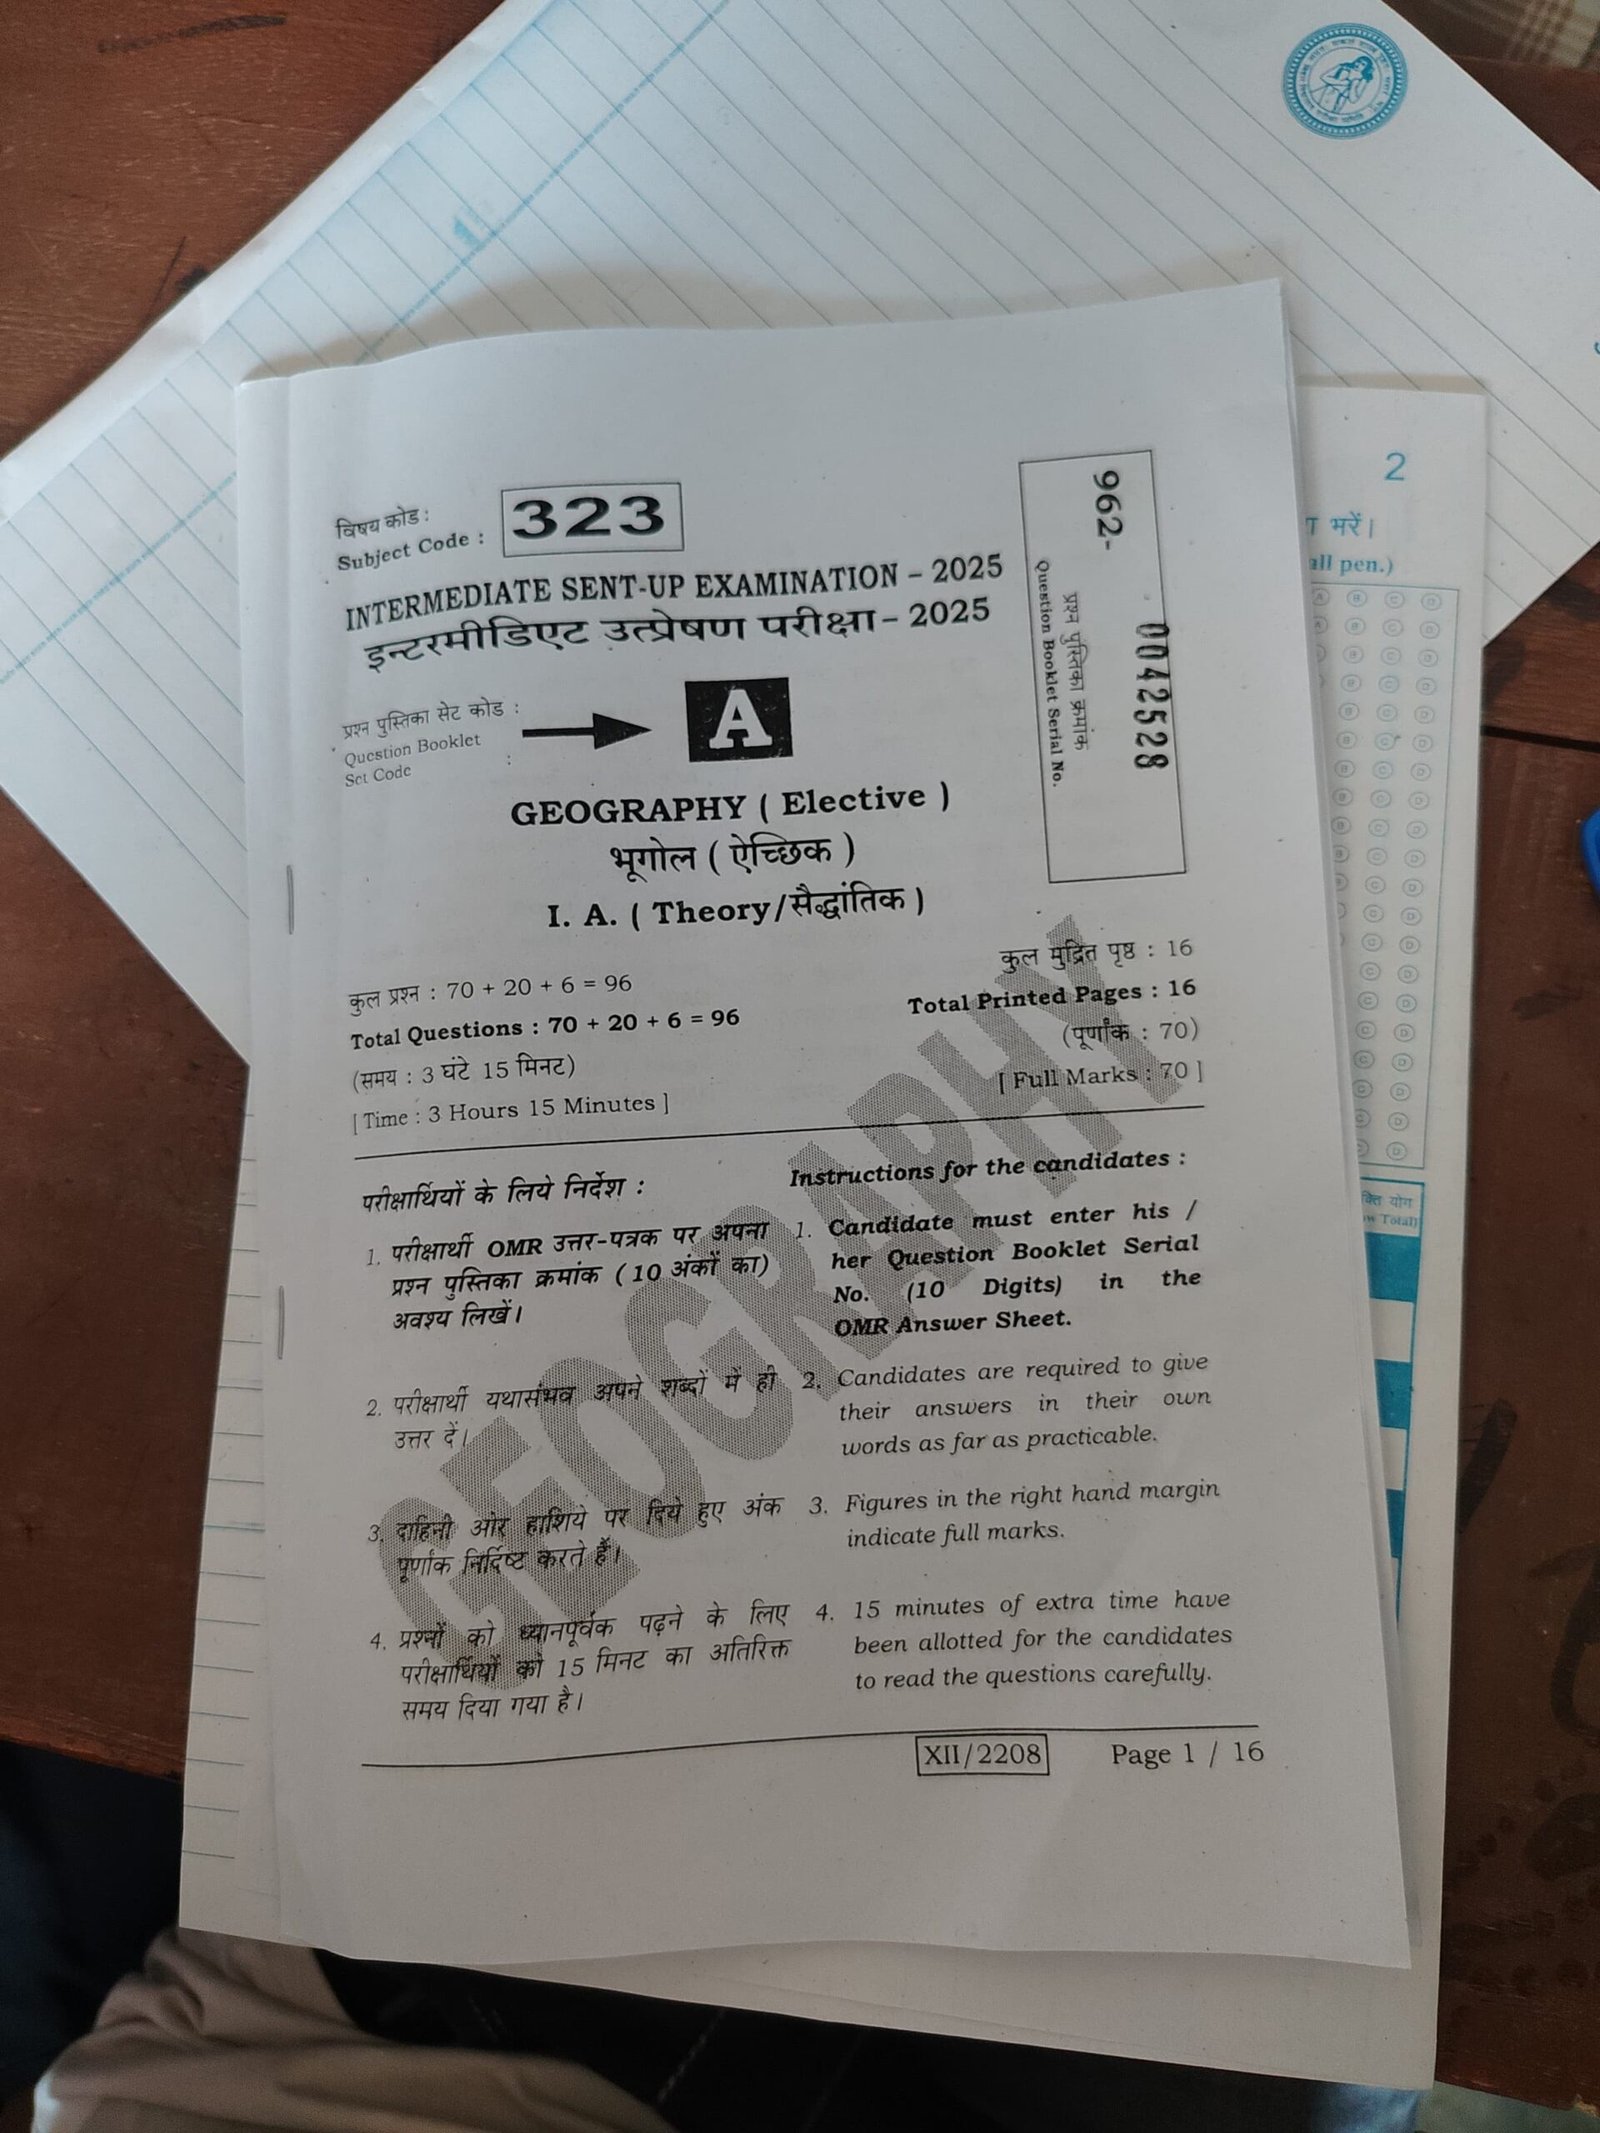 विषय कोड :
Subject Code :
323
INTERMEDIATE SENT-UP EXAMINATION – 2025
इन्टरमीडिएट उत्प्रेषण परीक्षा – 2025
962-
0042528
प्रश्न पुस्तिका क्रमांक
Question Booklet Serial No.
प्रश्न पुस्तिका सेट कोड :
Question Booklet
Set Code :
A
GEOGRAPHY ( Elective )
भूगोल ( ऐच्छिक )
I. A. ( Theory/सैद्धांतिक )
कुल प्रश्न : 70 + 20 + 6 = 96
Total Questions : 70 + 20 + 6 = 96
(समय : 3 घंटे 15 मिनट)
[ Time : 3 Hours 15 Minutes ]
कुल मुद्रित पृष्ठ : 16
Total Printed Pages : 16
(पूर्णांक : 70)
[ Full Marks : 70 ]
परीक्षार्थियों के लिये निर्देश :
1. परीक्षार्थी OMR उत्तर-पत्रक पर अपना
प्रश्न पुस्तिका क्रमांक (10 अंकों का)
अवश्य लिखें।
2. परीक्षार्थी यथासंभव अपने शब्दों में ही
उत्तर दें।
3. दाहिनी ओर हाशिये पर दिये हुए अंक
पूर्णांक निर्दिष्ट करते हैं।
4. प्रश्नों को ध्यानपूर्वक पढ़ने के लिए
परीक्षार्थियों को 15 मिनट का अतिरिक्त
समय दिया गया है।
Instructions for the candidates :
1. Candidate must enter his /
her Question Booklet Serial
No. (10 Digits) in the
OMR Answer Sheet.
2. Candidates are required to give
their answers in their own
words as far as practicable.
3. Figures in the right hand margin
indicate full marks.
4. 15 minutes of extra time have
been allotted for the candidates
to read the questions carefully.
GEOGRAPHY
XII/2208
Page 1 / 16
2
भरें।
all pen.)
योग
Total)
1